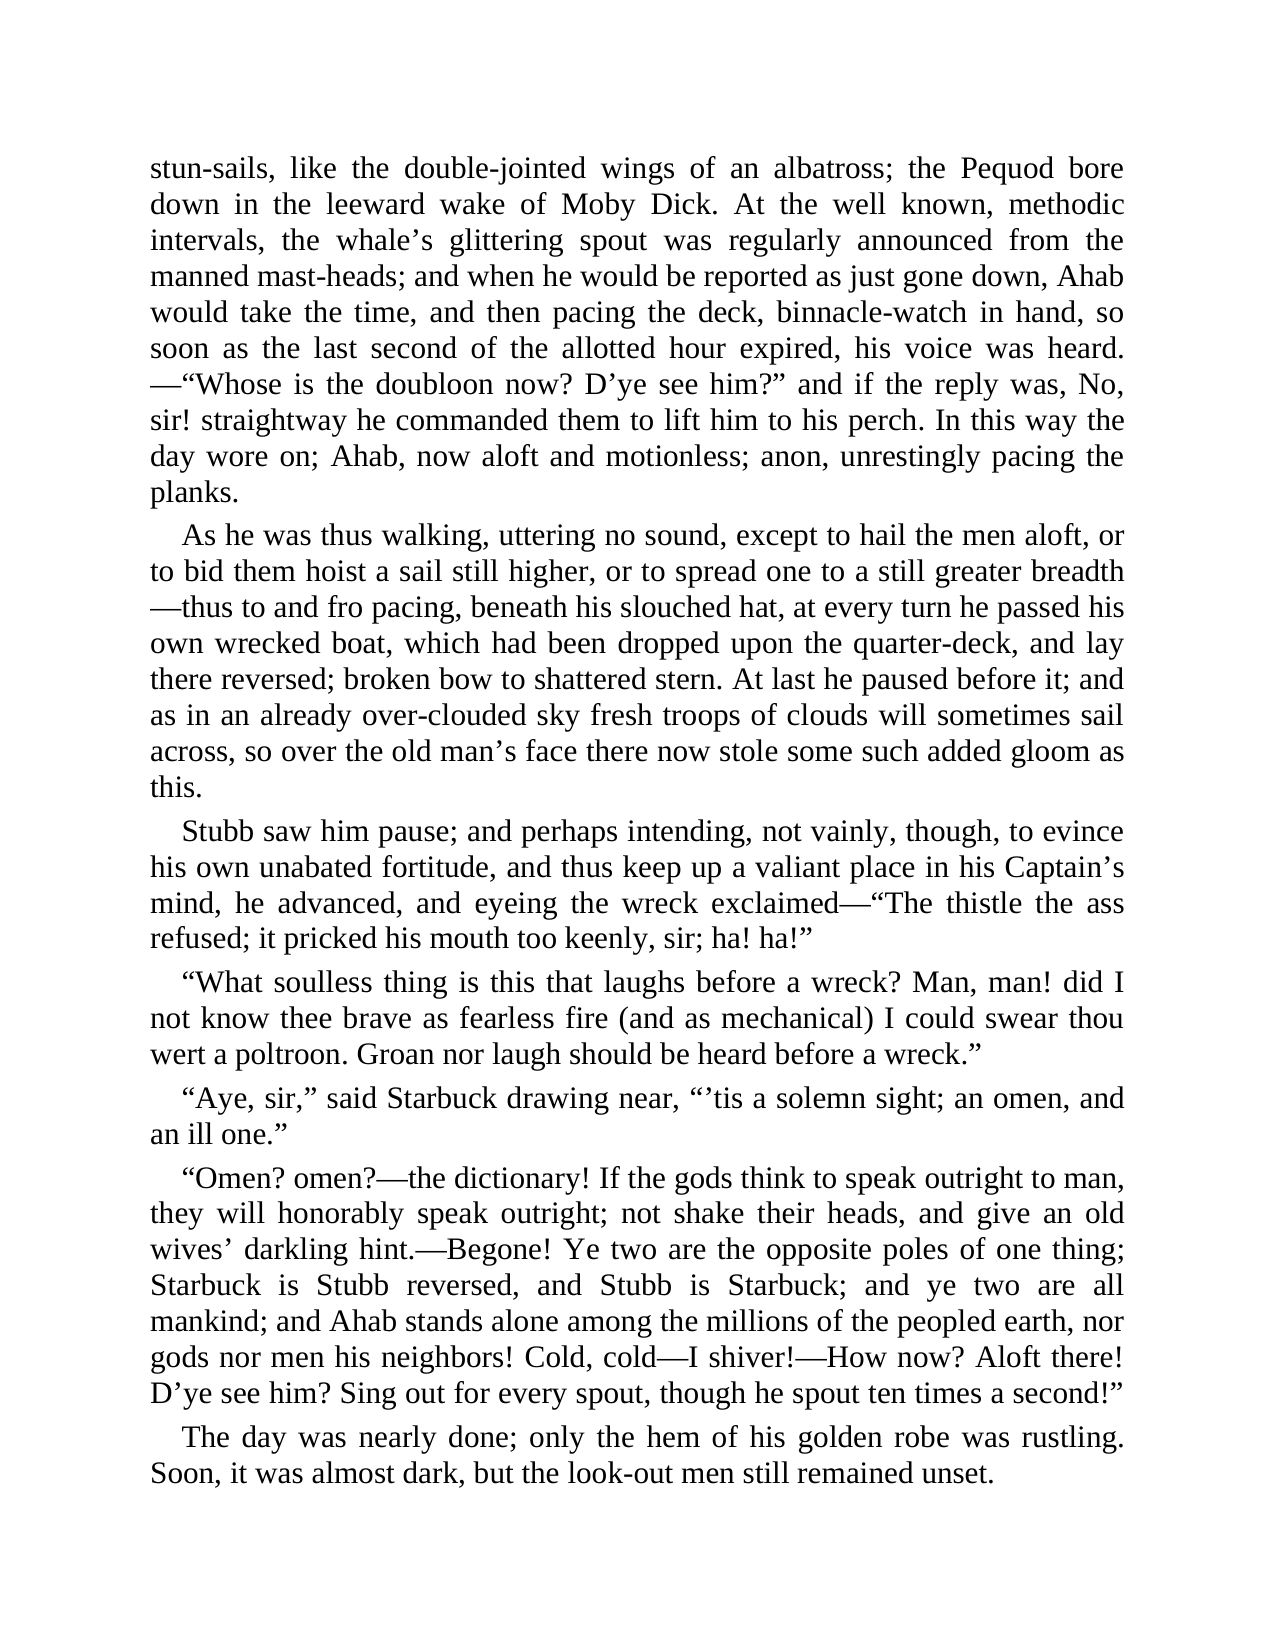 stun-sails, like the double-jointed wings of an albatross; the Pequod bore
down in the leeward wake of Moby Dick. At the well known, methodic
intervals, the whale’s glittering spout was regularly announced from the
manned mast-heads; and when he would be reported as just gone down, Ahab
would take the time, and then pacing the deck, binnacle-watch in hand, so
soon as the last second of the allotted hour expired, his voice was heard.
—“Whose is the doubloon now? D’ye see him?” and if the reply was, No,
sir! straightway he commanded them to lift him to his perch. In this way the
day wore on; Ahab, now aloft and motionless; anon, unrestingly pacing the
planks.
As he was thus walking, uttering no sound, except to hail the men aloft, or
to bid them hoist a sail still higher, or to spread one to a still greater breadth
—thus to and fro pacing, beneath his slouched hat, at every turn he passed his
own wrecked boat, which had been dropped upon the quarter-deck, and lay
there reversed; broken bow to shattered stern. At last he paused before it; and
as in an already over-clouded sky fresh troops of clouds will sometimes sail
across, so over the old man’s face there now stole some such added gloom as
this.
Stubb saw him pause; and perhaps intending, not vainly, though, to evince
his own unabated fortitude, and thus keep up a valiant place in his Captain’s
mind, he advanced, and eyeing the wreck exclaimed—“The thistle the ass
refused; it pricked his mouth too keenly, sir; ha! ha!”
“What soulless thing is this that laughs before a wreck? Man, man! did I
not know thee brave as fearless fire (and as mechanical) I could swear thou
wert a poltroon. Groan nor laugh should be heard before a wreck.”
“Aye, sir,” said Starbuck drawing near, “’tis a solemn sight; an omen, and
an ill one.”
“Omen? omen?—the dictionary! If the gods think to speak outright to man,
they will honorably speak outright; not shake their heads, and give an old
wives’ darkling hint.—Begone! Ye two are the opposite poles of one thing;
Starbuck is Stubb reversed, and Stubb is Starbuck; and ye two are all
mankind; and Ahab stands alone among the millions of the peopled earth, nor
gods nor men his neighbors! Cold, cold—I shiver!—How now? Aloft there!
D’ye see him? Sing out for every spout, though he spout ten times a second!”
The day was nearly done; only the hem of his golden robe was rustling.
Soon, it was almost dark, but the look-out men still remained unset.